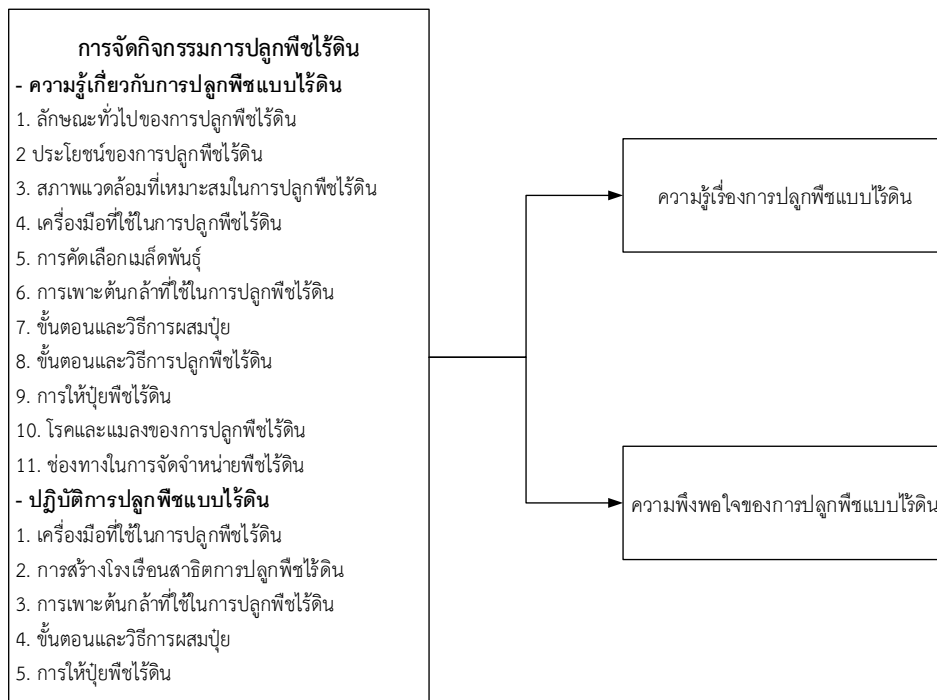 การจัดกิจกรรมการปลูกพืชไร้ดิน
- ความรู้เกี่ยวกับการปลูกพืชแบบไร้ดิน
1. ลักษณะทั่วไปของการปลูกพืชไร้ดิน
2 ประโยชน์ของการปลูกพืชไร้ดิน
3. สภาพแวดล้อมที่เหมาะสมในการปลูกพืชไร้ดิน
4. เครื่องมือที่ใช้ในการปลูกพืชไร้ดิน
5. การคัดเลือกเมล็ดพันธุ์
6. การเพาะต้นกล้าที่ใช้ในการปลูกพืชไร้ดิน
7. ขั้นตอนและวิธีการผสมปุ๋ย
8. ขั้นตอนและวิธีการปลูกพืชไร้ดิน
9. การให้ปุ๋ยพืชไร้ดิน
10. โรคและแมลงของการปลูกพืชไร้ดิน
11. ช่องทางในการจัดจำหน่ายพืชไร้ดิน
- ปฎิบัติการปลูกพืชแบบไร้ดิน
1. เครื่องมือที่ใช้ในการปลูกพืชไร้ดิน
2. การสร้างโรงเรือนสาธิตการปลูกพืชไร้ดิน
3. การเพาะต้นกล้าที่ใช้ในการปลูกพืชไร้ดิน
4. ขั้นตอนและวิธีการผสมปุ๋ย
5. การให้ปุ๋ยพืชไร้ดิน
ความรู้เรื่องการปลูกพืชแบบไร้ดิน
ความพึงพอใจของการปลูกพืชแบบไร้ดิน